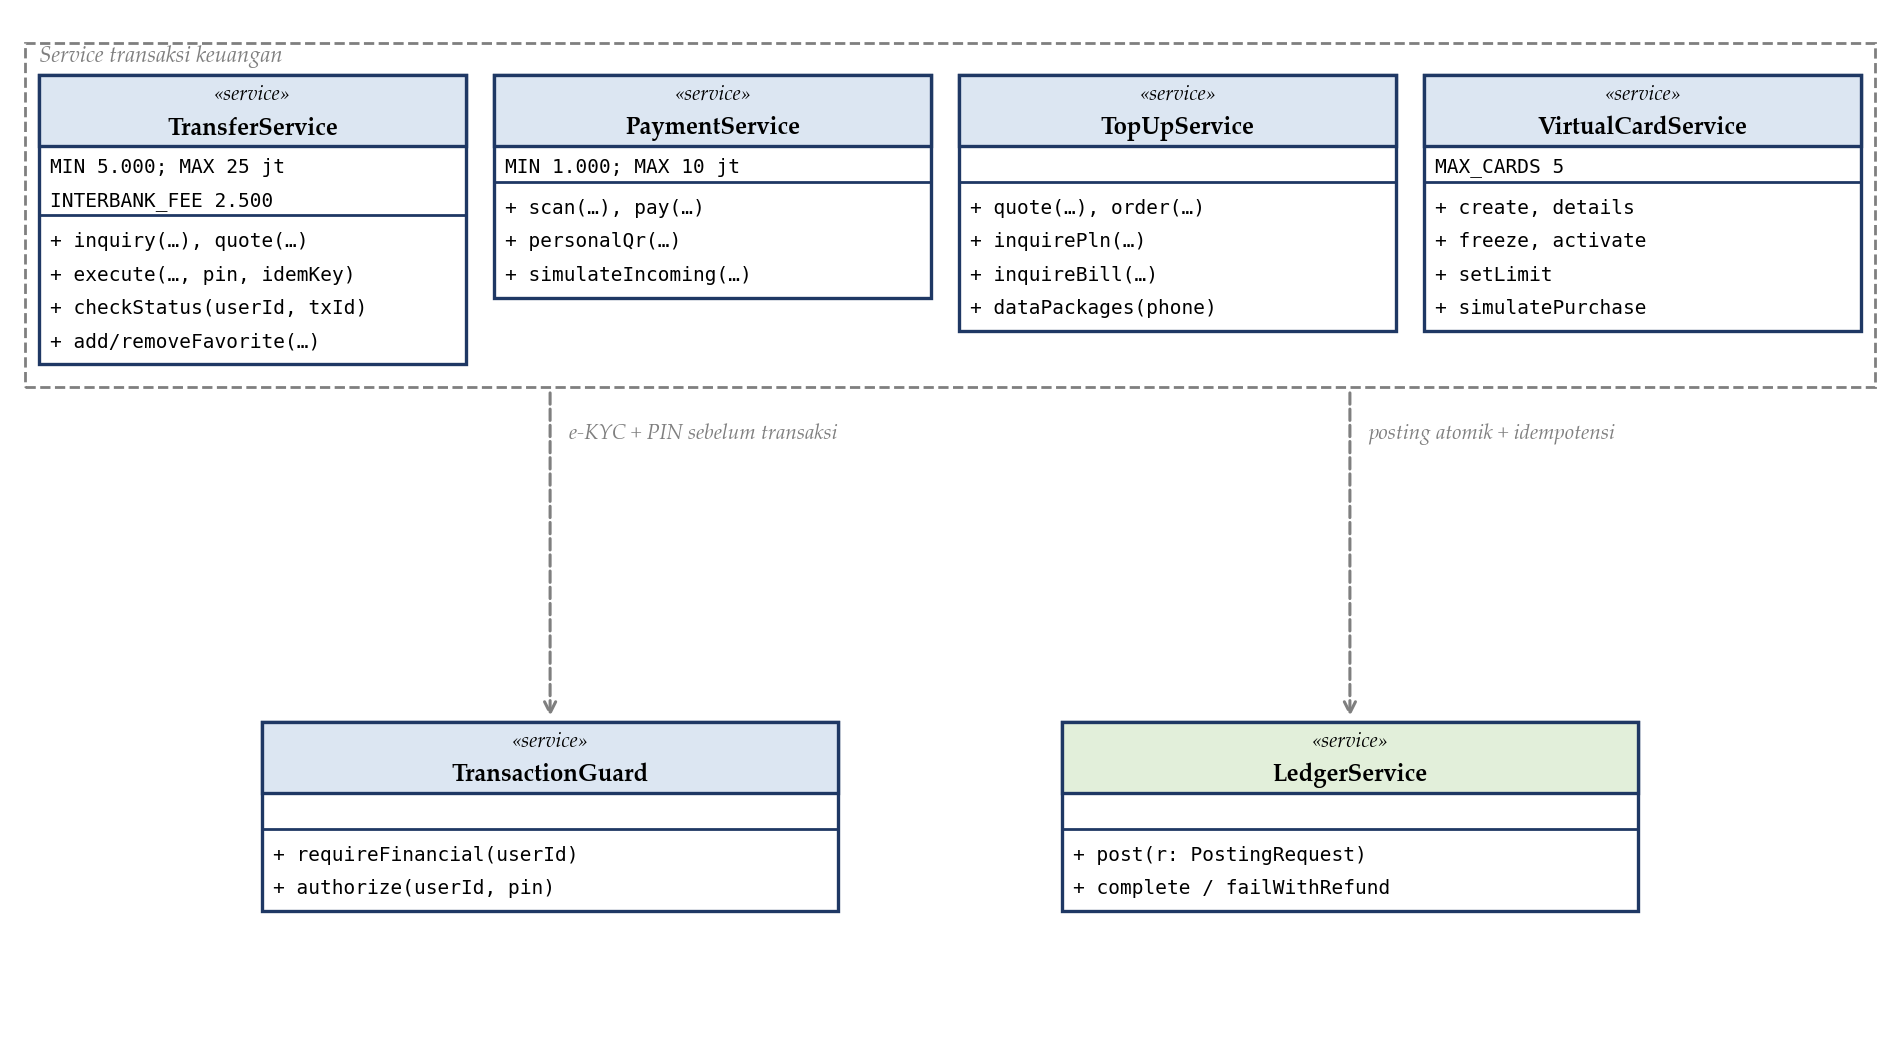 Service transaksi keuangan
«service»
TransferService
MIN 5.000; MAX 25 jt
INTERBANK_FEE 2.500
+ inquiry(…), quote(…)
+ execute(…, pin, idemKey)
+ checkStatus(userId, txId)
+ add/removeFavorite(…)
«service»
PaymentService
MIN 1.000; MAX 10 jt
+ scan(…), pay(…)
+ personalQr(…)
+ simulateIncoming(…)
«service»
TopUpService
+ quote(…), order(…)
+ inquirePln(…)
+ inquireBill(…)
+ dataPackages(phone)
«service»
VirtualCardService
MAX_CARDS 5
+ create, details
+ freeze, activate
+ setLimit
+ simulatePurchase
e-KYC + PIN sebelum transaksi
posting atomik + idempotensi
«service»
TransactionGuard
+ requireFinancial(userId)
+ authorize(userId, pin)
«service»
LedgerService
+ post(r: PostingRequest)
+ complete / failWithRefund